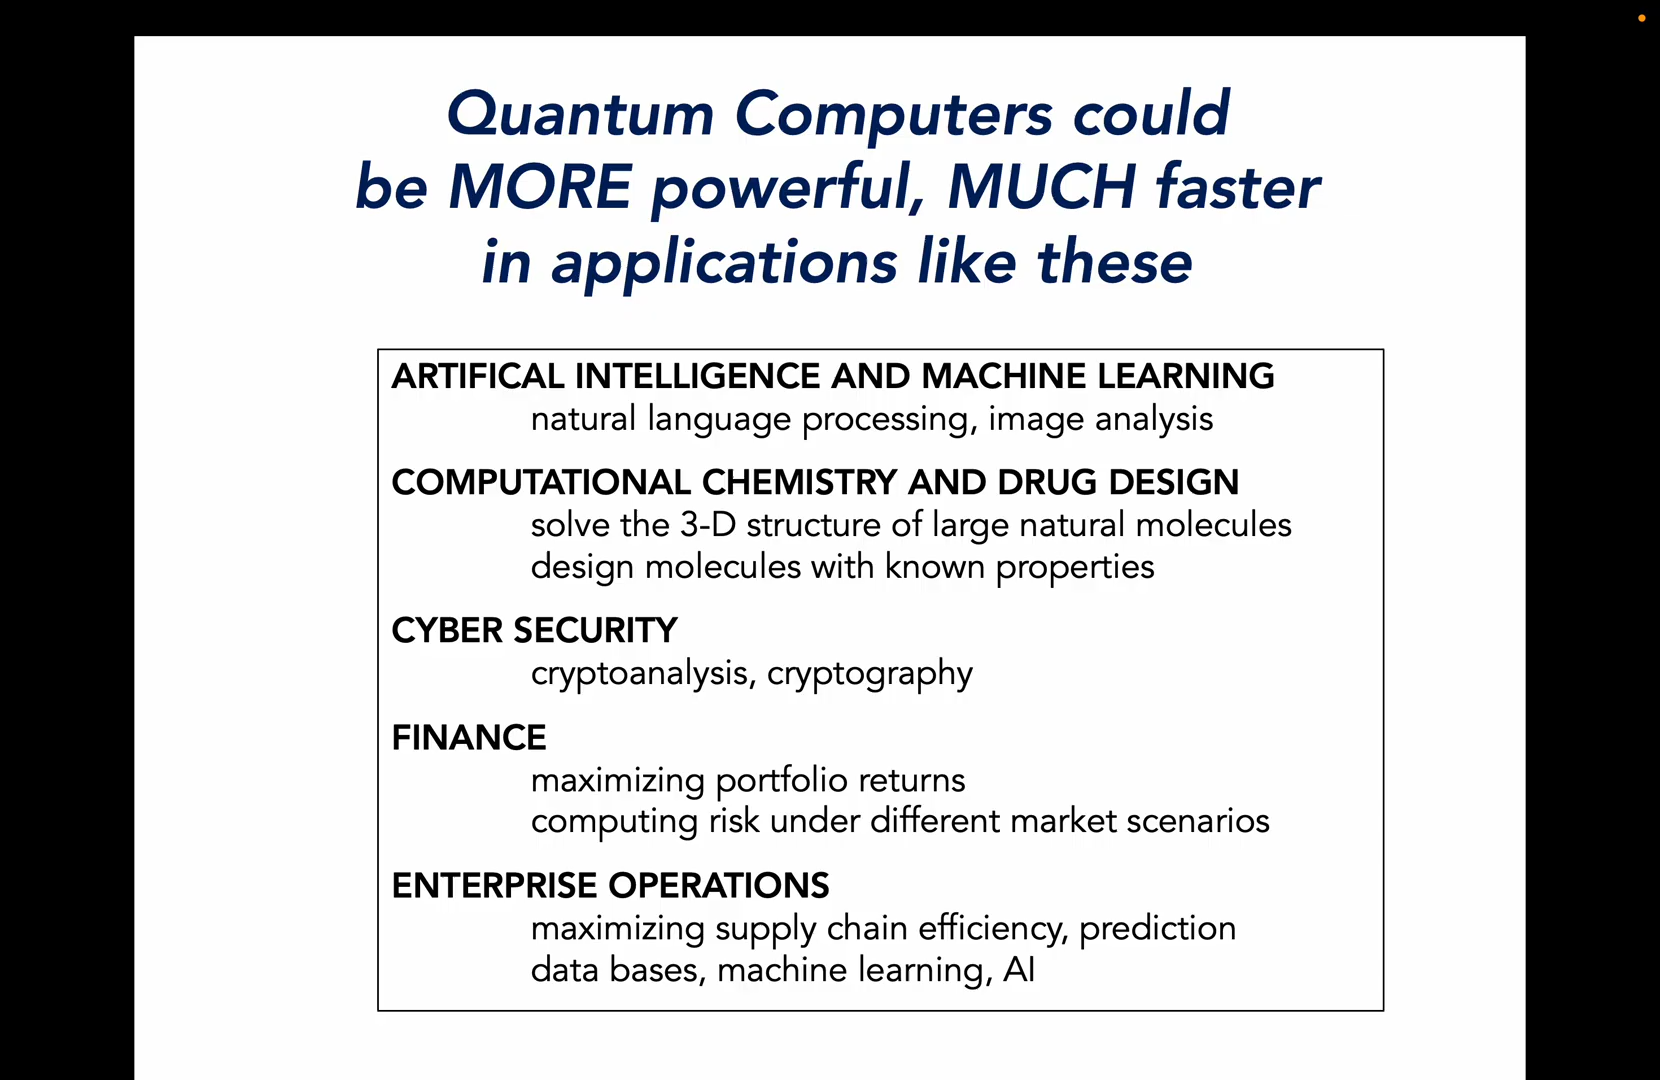 Quantum Computers could
be MORE powerful, MUCH faster
in applications like these
ARTIFICAL INTELLIGENCE AND MACHINE LEARNING
natural language processing, image analysis
COMPUTATIONAL CHEMISTRY AND DRUG DESIGN
solve the 3-D structure of large natural molecules
design molecules with known properties
CYBER SECURITY
cryptoanalysis, cryptography
FINANCE
maximizing portfolio returns
computing risk under different market scenarios
ENTERPRISE OPERATIONS
maximizing supply chain efficiency, prediction
data bases, machine learning, AI